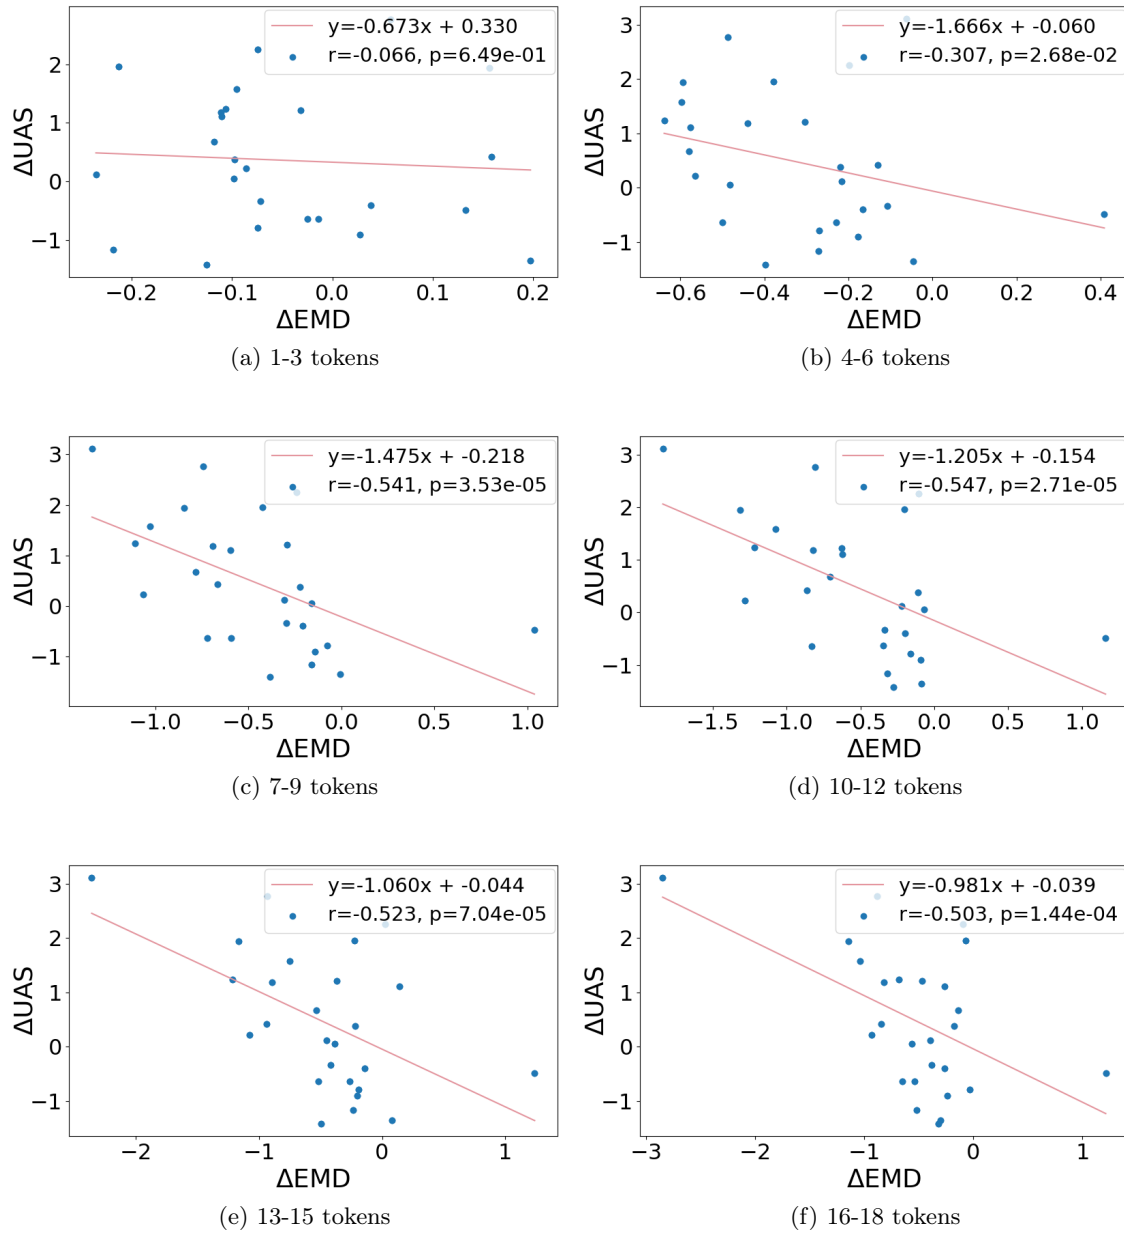 y=-0.673x + 0.330
r=-0.066, p=6.49e-01
2
1
0
−1
ΔUAS
−0.2 −0.1 0.0 0.1 0.2
ΔEMD
(a) 1-3 tokens
y=-1.666x + -0.060
r=-0.307, p=2.68e-02
3
2
1
0
−1
ΔUAS
−0.6 −0.4 −0.2 0.0 0.2 0.4
ΔEMD
(b) 4-6 tokens
y=-1.475x + -0.218
r=-0.541, p=3.53e-05
3
2
1
0
−1
ΔUAS
−1.0 −0.5 0.0 0.5 1.0
ΔEMD
(c) 7-9 tokens
y=-1.205x + -0.154
r=-0.547, p=2.71e-05
3
2
1
0
−1
ΔUAS
−1.5 −1.0 −0.5 0.0 0.5 1.0
ΔEMD
(d) 10-12 tokens
y=-1.060x + -0.044
r=-0.523, p=7.04e-05
3
2
1
0
−1
ΔUAS
−2 −1 0 1
ΔEMD
(e) 13-15 tokens
y=-0.981x + -0.039
r=-0.503, p=1.44e-04
3
2
1
0
−1
ΔUAS
−3 −2 −1 0 1
ΔEMD
(f) 16-18 tokens